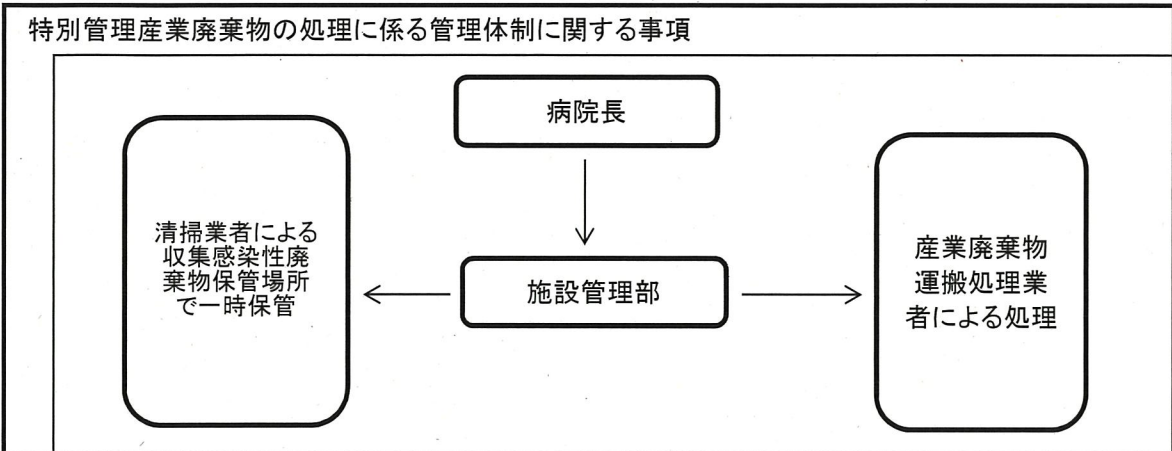 特別管理産業廃棄物の処理に係る管理体制に関する事項
病院長
清掃業者による
収集感染性廃
棄物保管場所
で一時保管
施設管理部
産業廃棄物
運搬処理業
者による処理